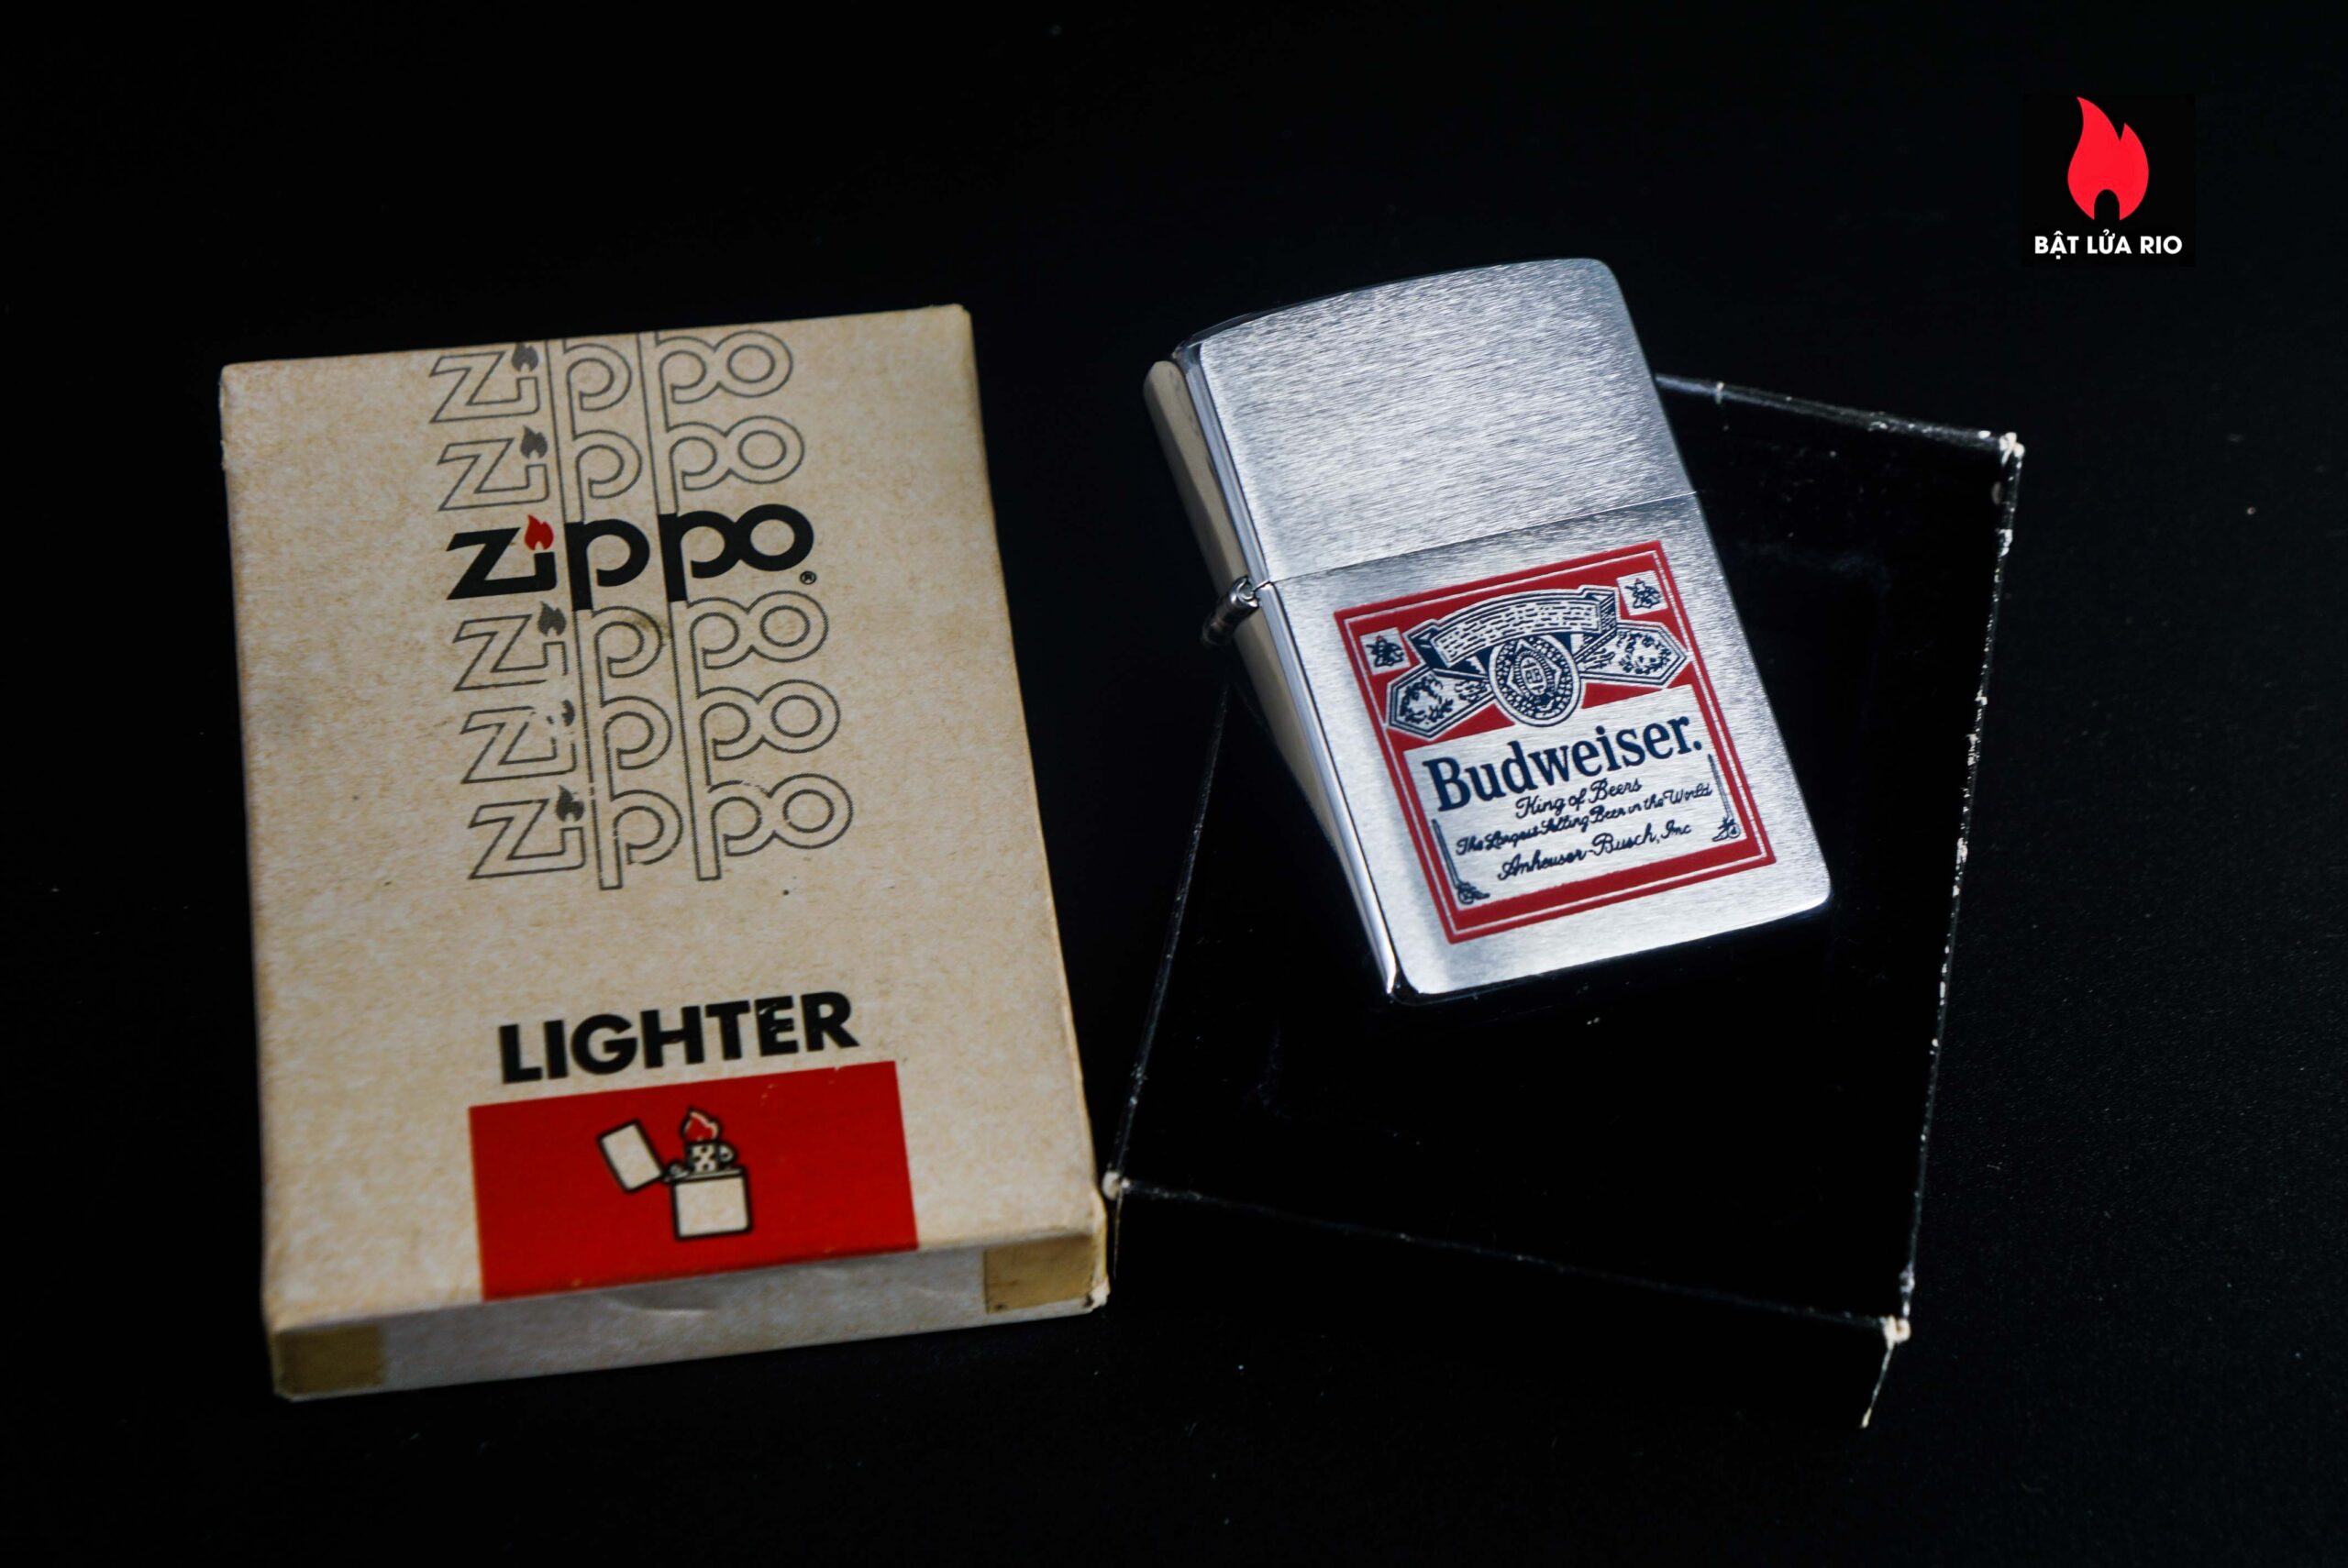 BẬT LỬA RIO
zippo
zippo
zippo®
zippo
zippo
zippo
LIGHTER
Budweiser.
King of Beers
The Largest Selling Beer in the World
Anheuser-Busch, Inc